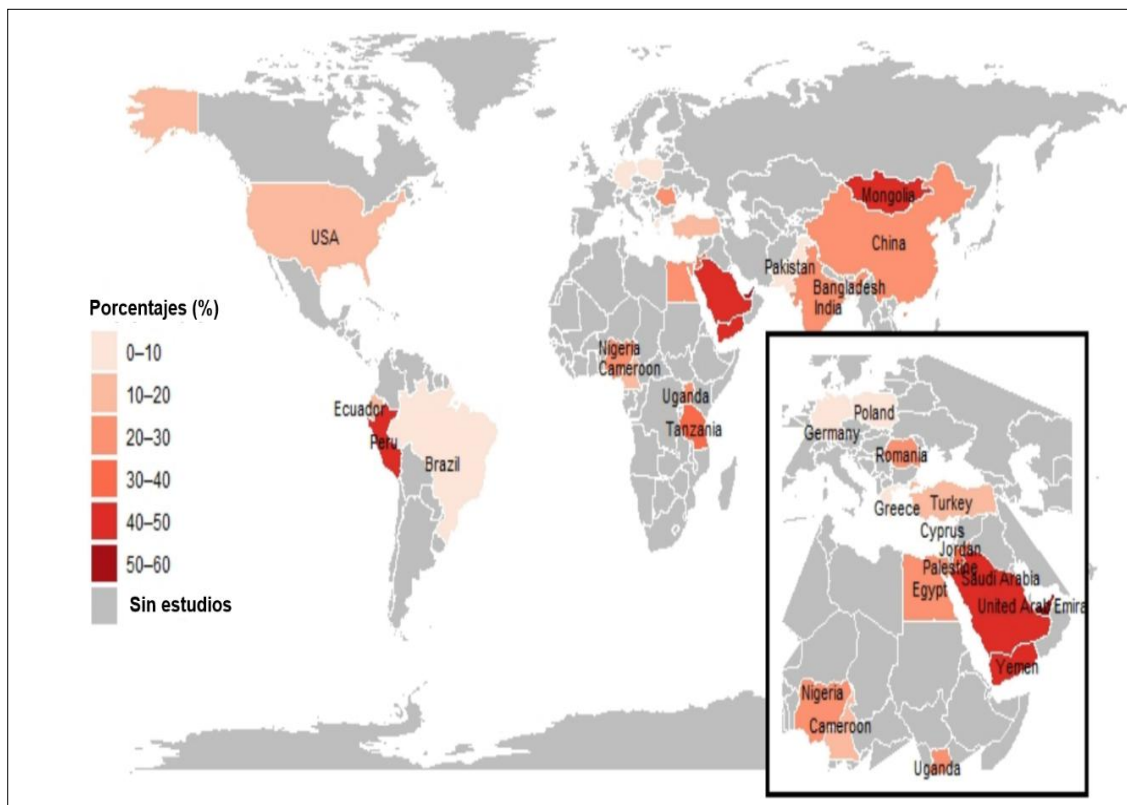 Mongolia
USA
China
Pakistan
Bangladesh
India
Porcentajes (%)
0–10
10–20
20–30
30–40
40–50
50–60
Sin estudios
Nigeria
Cameroon
Uganda
Tanzania
Ecuador
Peru
Brazil
Poland
Germany
Romania
Greece
Turkey
Cyprus
Jordan
Palestine
Saudi Arabia
Egypt
United Arab Emira
Yemen
Nigeria
Cameroon
Uganda